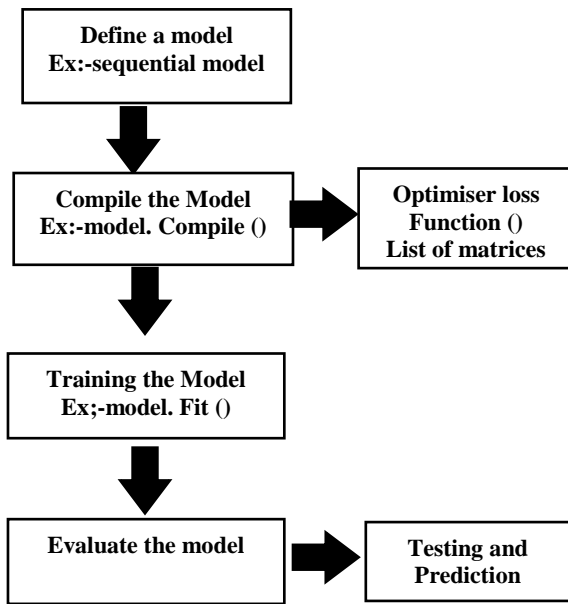 Define a model
Ex:-sequential model
Compile the Model
Ex:-model. Compile ()
Optimiser loss
Function ()
List of matrices
Training the Model
Ex;-model. Fit ()
Evaluate the model
Testing and
Prediction